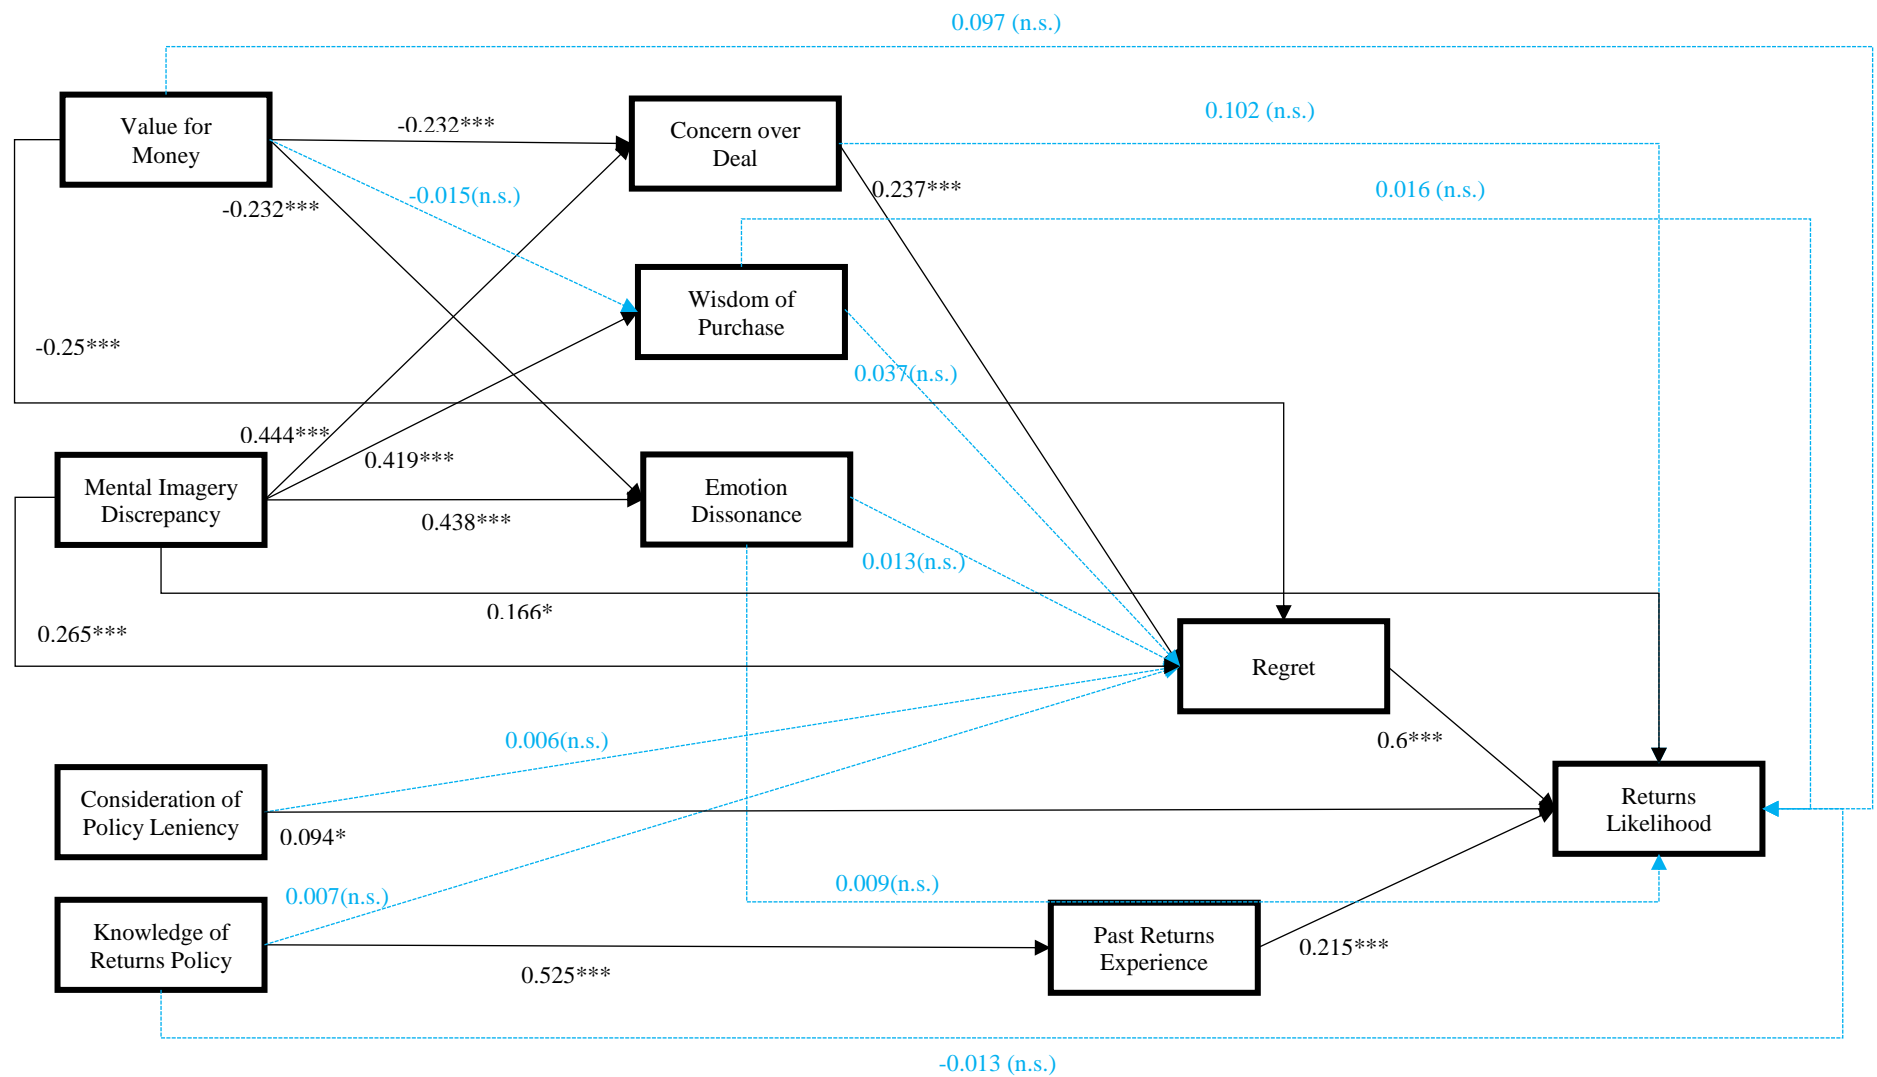 0.097 (n.s.)
Value for
Money
-0.232***
Concern over
Deal
0.102 (n.s.)
-0.232***
-0.015(n.s.)
0.237***
0.016 (n.s.)
Wisdom of
Purchase
-0.25***
0.037(n.s.)
0.444***
0.419***
Mental Imagery
Discrepancy
0.438***
Emotion
Dissonance
0.013(n.s.)
0.166*
0.265***
Regret
0.6***
0.006(n.s.)
Consideration of
Policy Leniency
0.094*
Returns
Likelihood
0.007(n.s.)
0.009(n.s.)
Knowledge of
Returns Policy
0.525***
Past Returns
Experience
0.215***
-0.013 (n.s.)